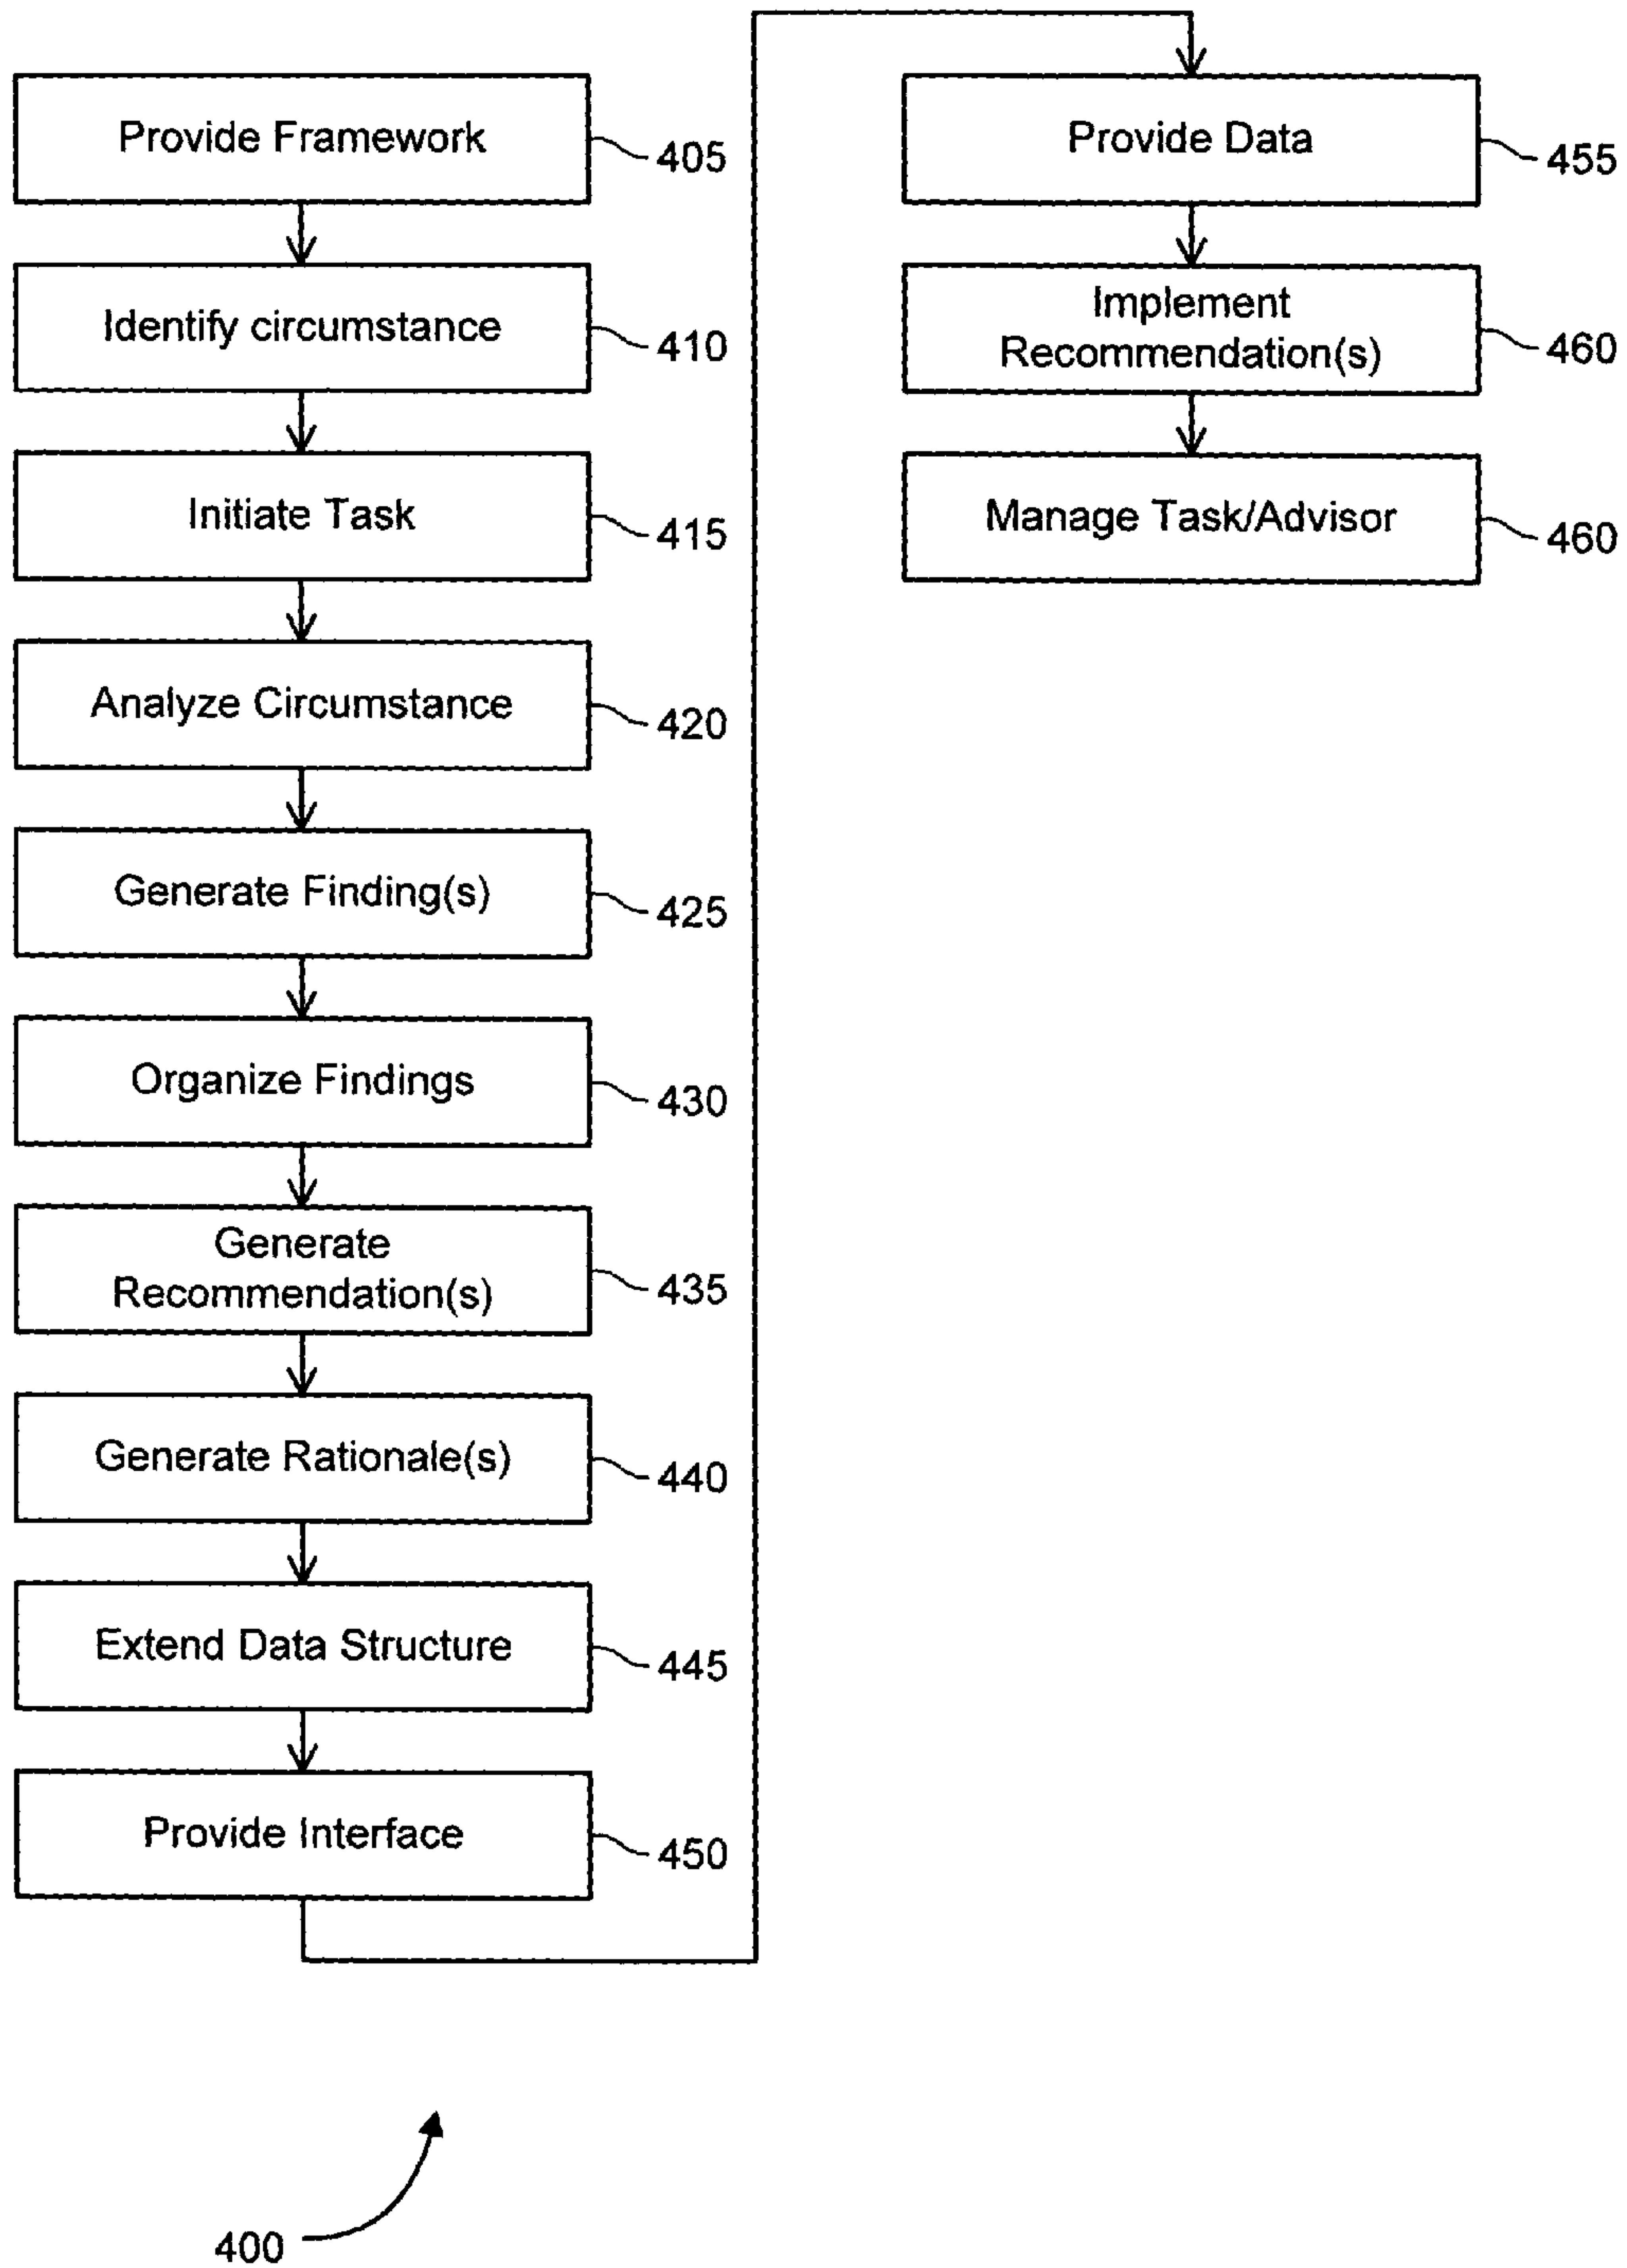 Provide Framework
405
Identify circumstance
410
Initiate Task
415
Analyze Circumstance
420
Generate Finding(s)
425
Organize Findings
430
Generate
Recommendation(s)
435
Generate Rationale(s)
440
Extend Data Structure
445
Provide Interface
450
Provide Data
455
Implement
Recommendation(s)
460
Manage Task/Advisor
460
400